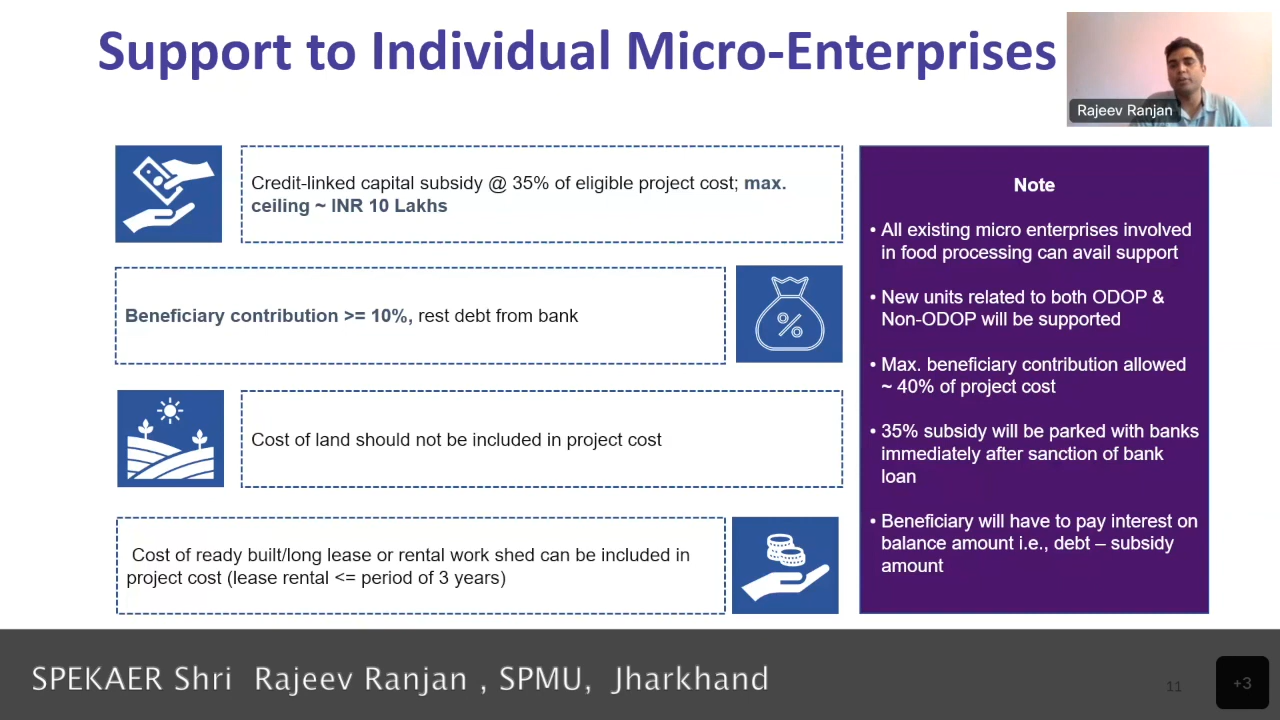 Support to Individual Micro-Enterprises
Rajeev Ranjan
Credit-linked capital subsidy @ 35% of eligible project cost; max.
ceiling ~ INR 10 Lakhs
Beneficiary contribution >= 10%, rest debt from bank
Cost of land should not be included in project cost
Cost of ready built/long lease or rental work shed can be included in
project cost (lease rental <= period of 3 years)
Note
• All existing micro enterprises involved
in food processing can avail support
• New units related to both ODOP &
Non-ODOP will be supported
• Max. beneficiary contribution allowed
~ 40% of project cost
• 35% subsidy will be parked with banks
immediately after sanction of bank
loan
• Beneficiary will have to pay interest on
balance amount i.e., debt – subsidy
amount
SPEKAER Shri Rajeev Ranjan , SPMU, Jharkhand
11
+3